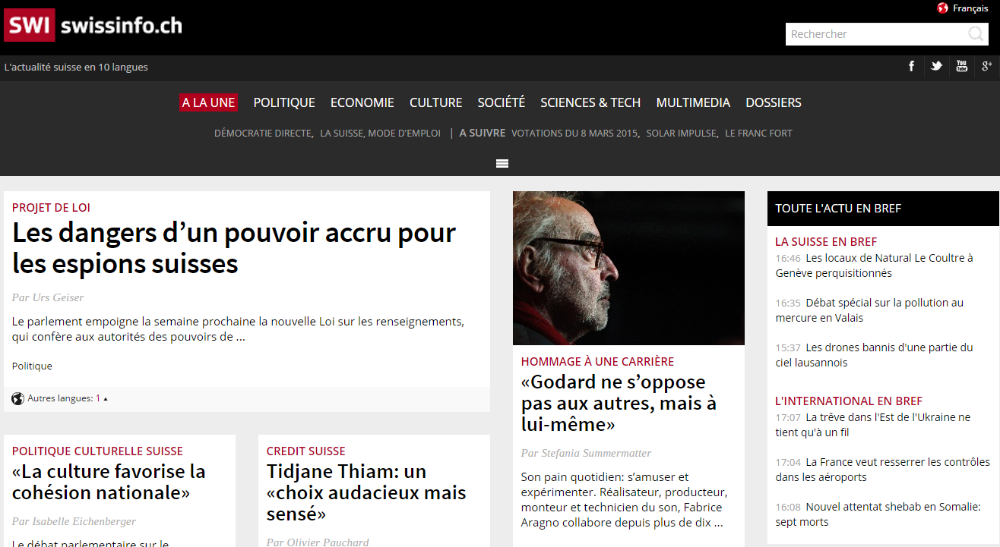 SWI swissinfo.ch
Français
Rechercher
L'actualité suisse en 10 langues
f
You
Tube
g+
A LA UNE POLITIQUE ECONOMIE CULTURE SOCIÉTÉ SCIENCES & TECH MULTIMEDIA DOSSIERS
DÉMOCRATIE DIRECTE, LA SUISSE, MODE D'EMPLOI | A SUIVRE VOTATIONS DU 8 MARS 2015, SOLAR IMPULSE, LE FRANC FORT
PROJET DE LOI
Les dangers d’un pouvoir accru pour
les espions suisses
Par Urs Geiser
Le parlement empoigne la semaine prochaine la nouvelle Loi sur les renseignements,
qui confère aux autorités des pouvoirs de ...
Politique
Autres langues: 1
POLITIQUE CULTURELLE SUISSE
«La culture favorise la
cohésion nationale»
Par Isabelle Eichenberger
Le débat parlementaire sur le
CREDIT SUISSE
Tidjane Thiam: un
«choix audacieux mais
sensé»
Par Olivier Pauchard
HOMMAGE À UNE CARRIÈRE
«Godard ne s’oppose
pas aux autres, mais à
lui-même»
Par Stefania Summermatter
Son pain quotidien: s’amuser et
expérimenter. Réalisateur, producteur,
monteur et technicien du son, Fabrice
Aragno collabore depuis plus de dix ...
TOUTE L'ACTU EN BREF
LA SUISSE EN BREF
16:46 Les locaux de Natural Le Coultre à
Genève perquisitionnés
16:35 Débat spécial sur la pollution au
mercure en Valais
15:37 Les drones bannis d'une partie du
ciel lausannois
L'INTERNATIONAL EN BREF
17:07 La trêve dans l'Est de l'Ukraine ne
tient qu'à un fil
17:04 La France veut resserrer les contrôles
dans les aéroports
16:08 Nouvel attentat shebab en Somalie:
sept morts